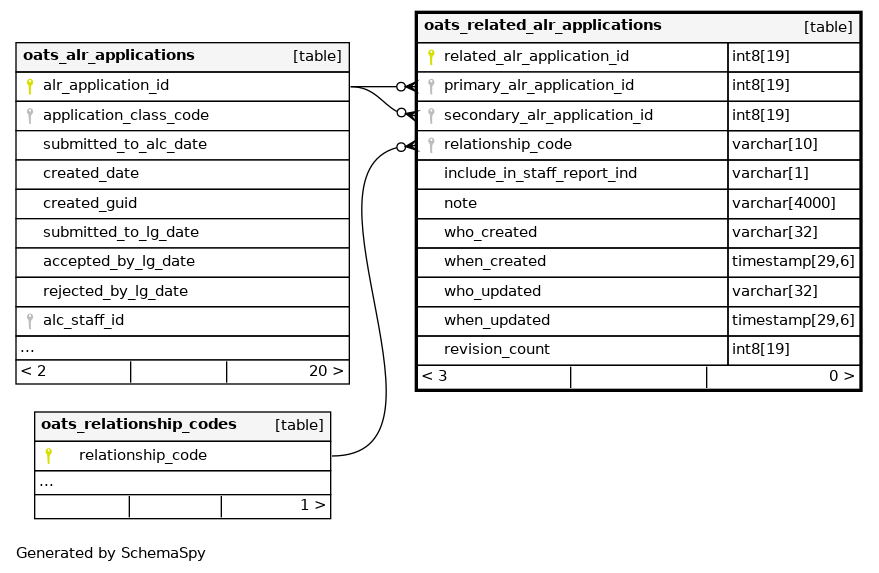 oats_alr_applications [table]
alr_application_id
application_class_code
submitted_to_alc_date
created_date
created_guid
submitted_to_lg_date
accepted_by_lg_date
rejected_by_lg_date
alc_staff_id
...
< 2 20 >
oats_related_alr_applications [table]
related_alr_application_id int8[19]
primary_alr_application_id int8[19]
secondary_alr_application_id int8[19]
relationship_code varchar[10]
include_in_staff_report_ind varchar[1]
note varchar[4000]
who_created varchar[32]
when_created timestamp[29,6]
who_updated varchar[32]
when_updated timestamp[29,6]
revision_count int8[19]
< 3 0 >
oats_relationship_codes [table]
relationship_code
...
1 >
Generated by SchemaSpy